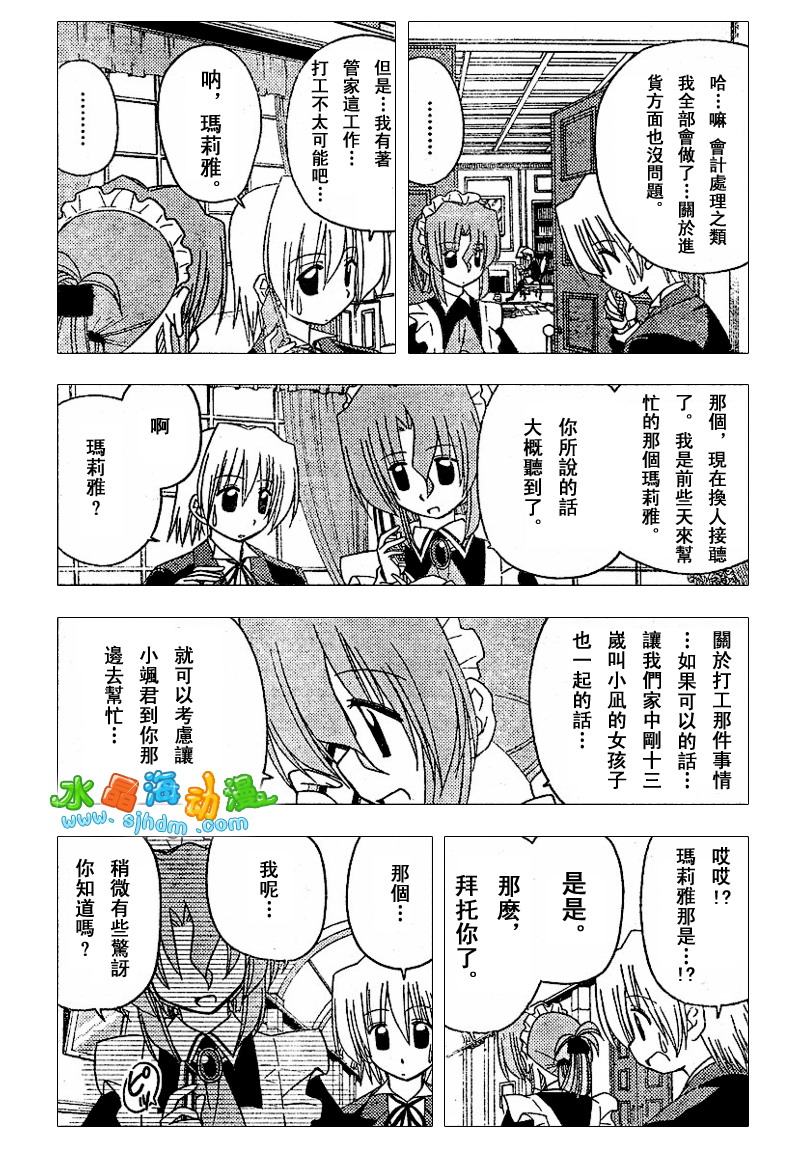 哈…嘛 會計處理之類
我全部會做了…關於進
貨方面也沒問題。
………
但是…我有著
管家這工作…
打工不太可能吧…
吶，瑪莉雅。
………
那個，現在換人接聽
了。我是前些天來幫
忙的那個瑪莉雅。
你所說的話
大概聽到了。
啊
瑪莉雅？
關於打工那件事情
…如果可以的話…
讓我們家中剛十三
歲叫小凪的女孩子
也一起的話…
就可以考慮讓
小颯君到你那
邊去幫忙…
水晶海动漫
www.sjhdm.com
哎哎!?
瑪莉雅那是…!?
是是。
那麽，
拜托你了。
那個…
我呢…
稍微有些驚訝
你知道嗎？
ピッ